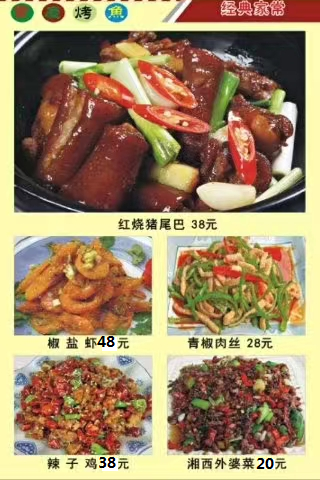 烤 魚
经典家常
红烧猪尾巴 38元
椒 盐 虾48元
青椒肉丝 28元
辣 子 鸡38元
湘西外婆菜20元